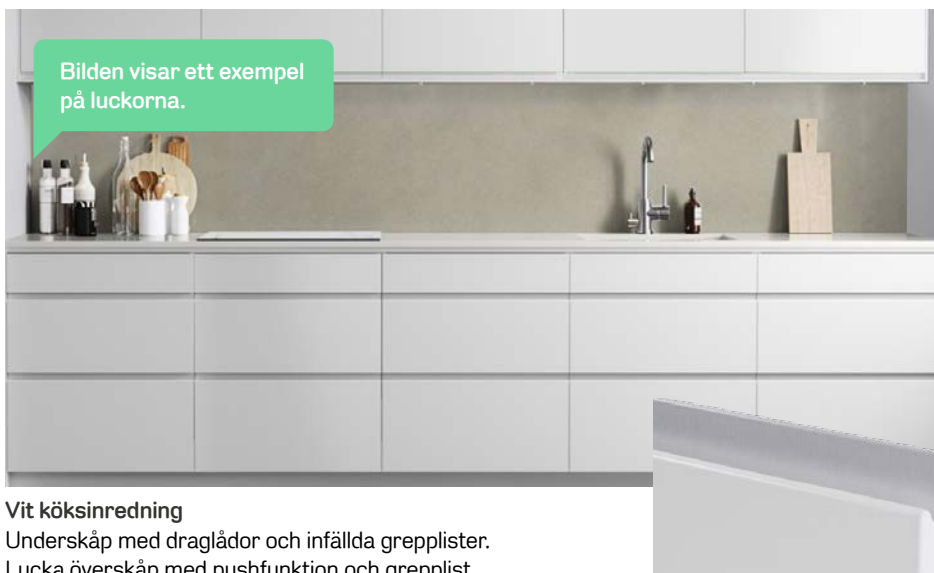 Bilden visar ett exempel
på luckorna.
Vit köksinredning
Underskåp med draglådor och infällda grepplister.
Lucka överskåp med pushfunktion och grepplist